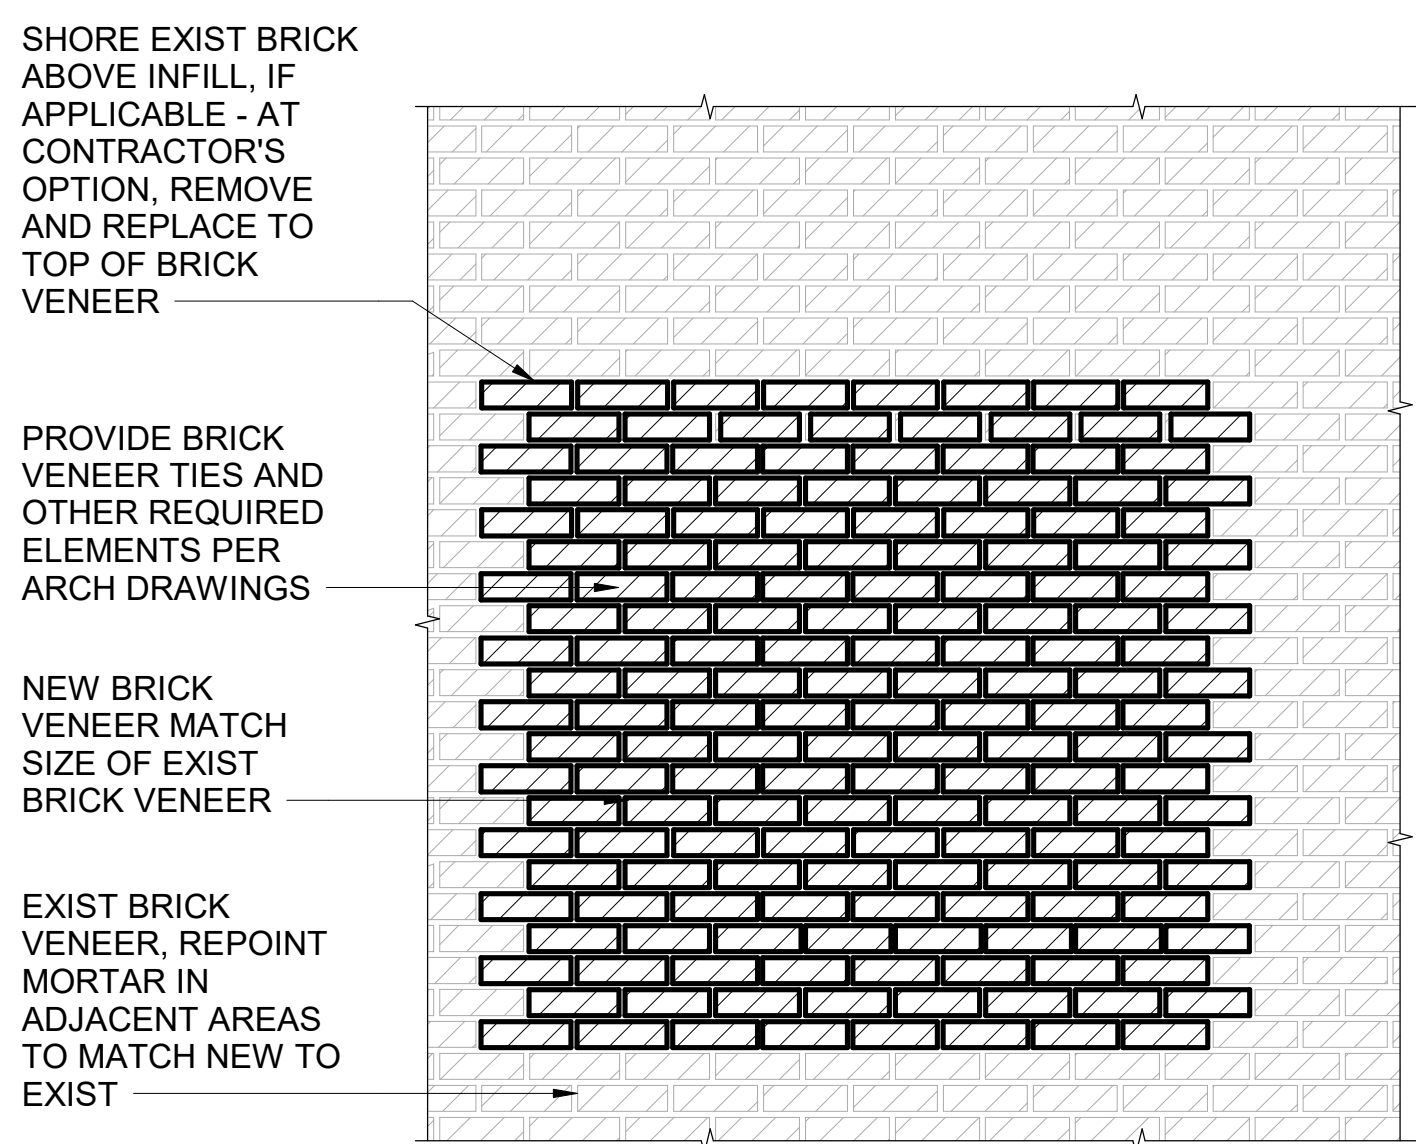 SHORE EXIST BRICK
ABOVE INFILL, IF
APPLICABLE - AT
CONTRACTOR'S
OPTION, REMOVE
AND REPLACE TO
TOP OF BRICK
VENEER
PROVIDE BRICK
VENEER TIES AND
OTHER REQUIRED
ELEMENTS PER
ARCH DRAWINGS
NEW BRICK
VENEER MATCH
SIZE OF EXIST
BRICK VENEER
EXIST BRICK
VENEER, REPOINT
MORTAR IN
ADJACENT AREAS
TO MATCH NEW TO
EXIST